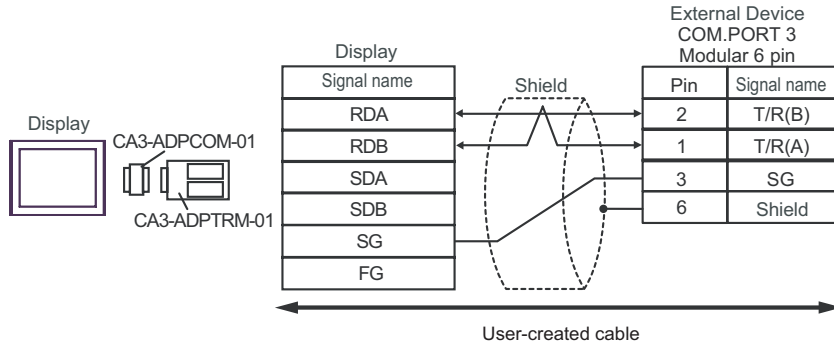 External Device
COM.PORT 3
Modular 6 pin
Display
Signal name
Shield
Pin Signal name
RDA
2 T/R(B)
Display
CA3-ADPCOM-01
RDB
1 T/R(A)
SDA
3 SG
CA3-ADPTRM-01
SDB
6 Shield
SG
FG
User-created cable